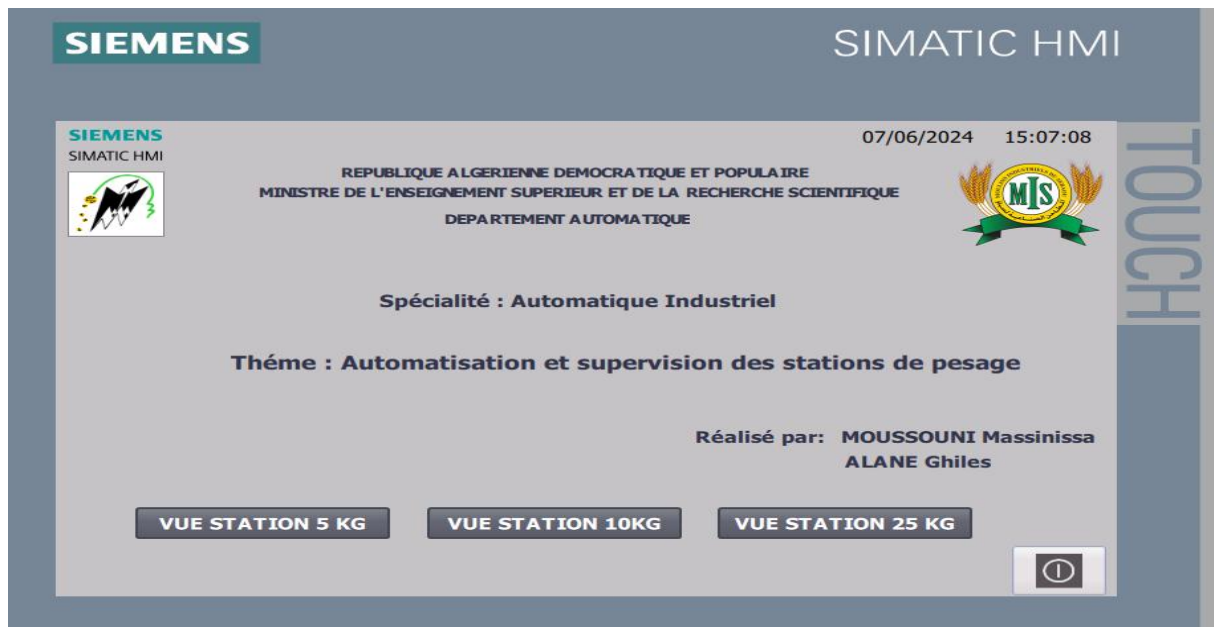 SIEMENS
SIMATIC HMI
TOUCH
SIEMENS
SIMATIC HMI
07/06/2024 15:07:08
REPUBLIQUE ALGERIENNE DEMOCRATIQUE ET POPULAIRE
MINISTRE DE L'ENSEIGNEMENT SUPERIEUR ET DE LA RECHERCHE SCIENTIFIQUE
DEPARTEMENT AUTOMATIQUE
MIS
Spécialité : Automatique Industriel
Théme : Automatisation et supervision des stations de pesage
Réalisé par: MOUSSOUNI Massinissa
ALANE Ghiles
VUE STATION 5 KG
VUE STATION 10KG
VUE STATION 25 KG